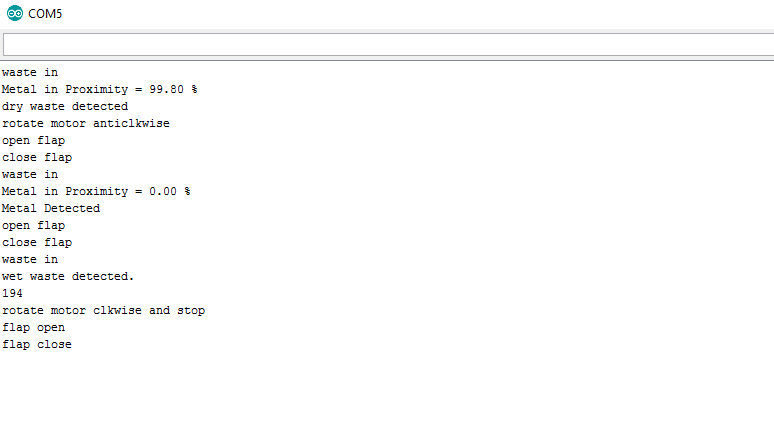 COM5
waste in
Metal in Proximity = 99.80 %
dry waste detected
rotate motor anticlkwise
open flap
close flap
waste in
Metal in Proximity = 0.00 %
Metal Detected
open flap
close flap
waste in
wet waste detected.
194
rotate motor clkwise and stop
flap open
flap close